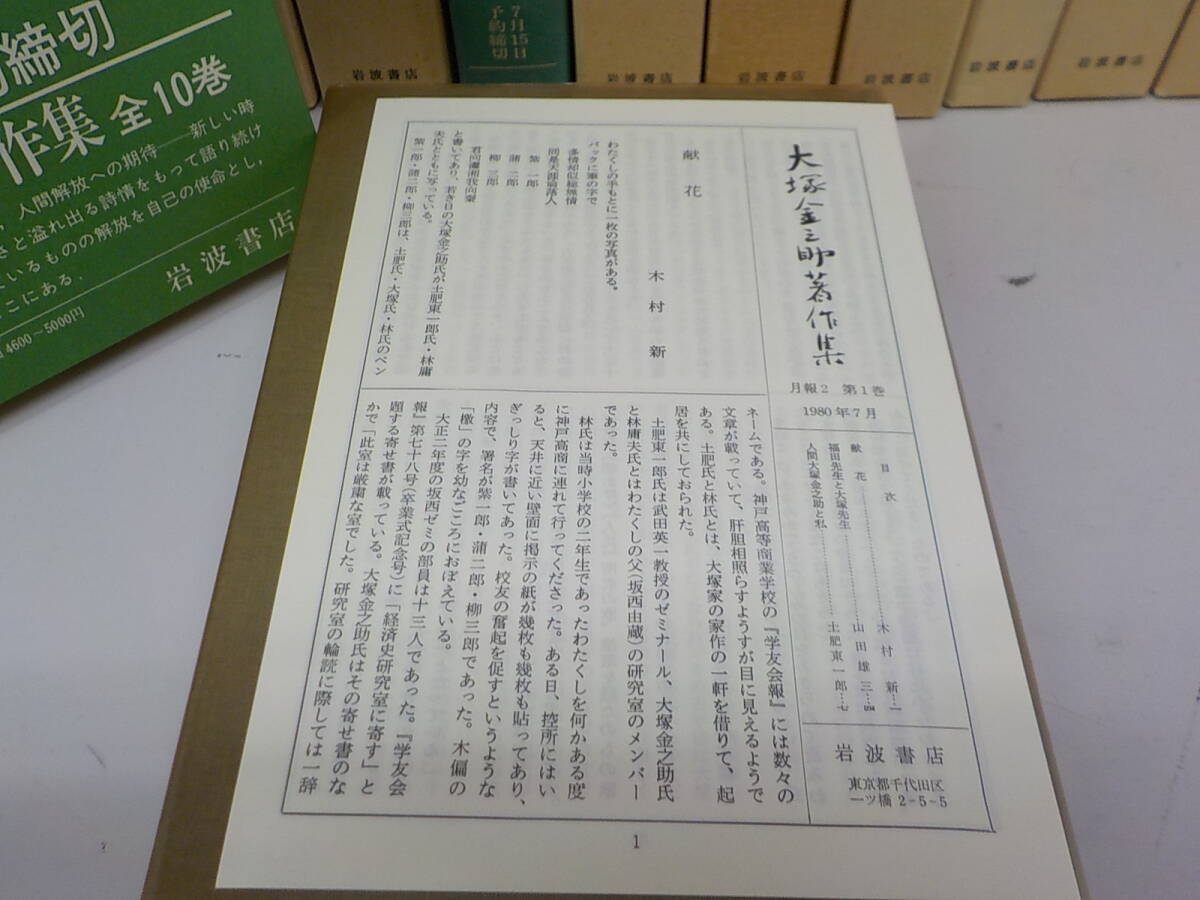 締切
作集 全10巻
人間解放への期待――新しい時
さと溢れ出る詩情をもって語り続け
いるものの解放を自己の使命とし,
こにある.
岩波書店
4600～5000円
岩波書店
7月15日
予約締切
岩波書店
岩波書店
岩波書店
岩波書店
岩波書店
大塚金之助著作集
月報2 第1巻
1980年7月
目次
献花……木村新…一
福田先生と大塚先生……山田雄三…四
人間大塚金之助と私……土肥東一郎…七
岩波書店
東京都千代田区
一ツ橋2-5-5
献花
木村新
わたくしの手もとに一枚の写真がある。
バックに筆の字で
多情却似総無情
同是天涯淪落人
紫一郎
蒲二郎
柳三郎
君向瀟湘我向秦
と書いてあり、若き日の大塚金之助氏が土肥東一郎氏・林庸
夫氏とともに写っている。
紫一郎・蒲二郎・柳三郎は、土肥氏・大塚氏・林氏のペン
ネームである。神戸高等商業学校の『学友会報』には数々の
文章が載っていて、肝胆相照らすようすが目に見えるようで
ある。土肥氏と林氏とは、大塚家の家作の一軒を借りて、起
居を共にしておられた。
土肥東一郎氏は武田英一教授のゼミナール、大塚金之助氏
と林庸夫氏とはわたくしの父(坂西由蔵)の研究室のメンバー
であった。
林氏は当時小学校の二年生であったわたくしを何かある度
に神戸高商に連れて行ってくださった。ある日、控所にはい
ると、天井に近い壁面に掲示の紙が幾枚も幾枚も貼ってあり、
ぎっしり字が書いてあった。校友の奮起を促すというような
内容で、署名が紫一郎・蒲二郎・柳三郎であった。木偏の
「檄」の字を幼なごころにおぼえている。
大正二年度の坂西ゼミの部員は十三人であった。『学友会
報』第七十八号(卒業式記念号)に「経済史研究室に寄す」と
題する寄せ書が載っている。大塚金之助氏はその寄せ書のな
かで「此室は厳粛な室でした。研究室の輪読に際しては一辞
1